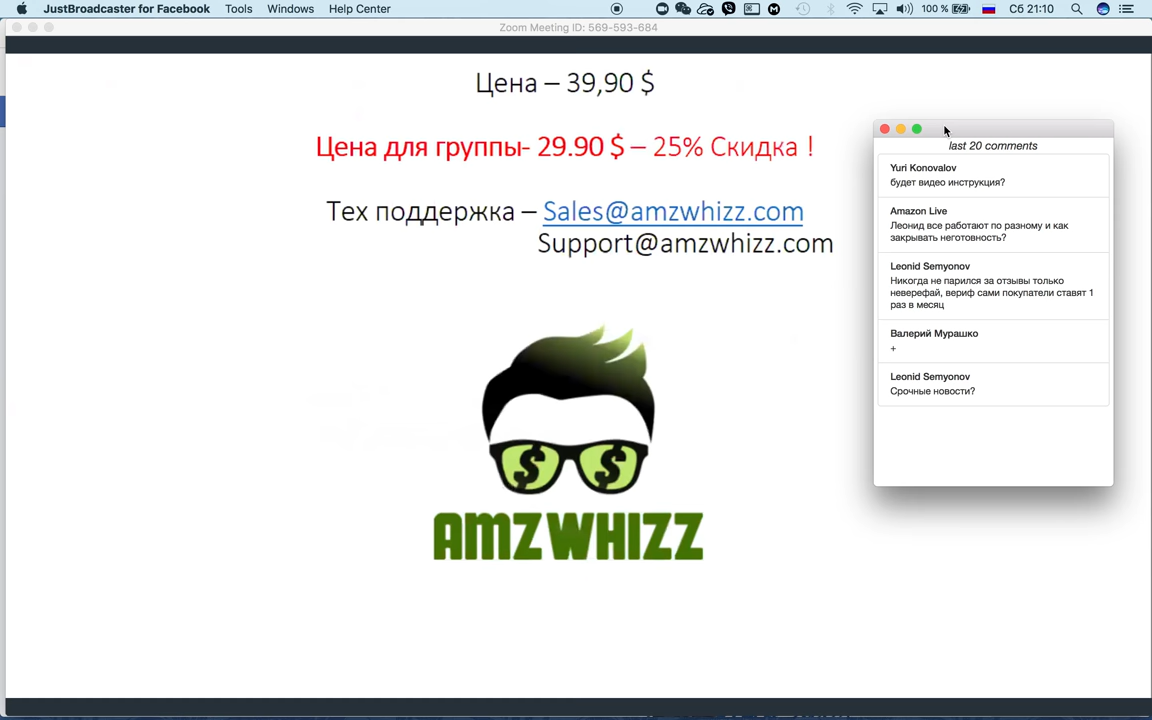 JustBroadcaster for Facebook Tools Windows Help Center 100 % Сб 21:10
Zoom Meeting ID: 569-593-684
Цена – 39,90 $
Цена для группы- 29.90 $ – 25% Скидка !
Тех поддержка – Sales@amzwhizz.com
Support@amzwhizz.com
AMZWHIZZ
last 20 comments
Yuri Konovalov
будет видео инструкция?
Amazon Live
Леонид все работают по разному и как
закрывать неготовность?
Leonid Semyonov
Никогда не парился за отзывы только
неверефай, вериф сами покупатели ставят 1
раз в месяц
Валерий Мурашко
+
Leonid Semyonov
Срочные новости?